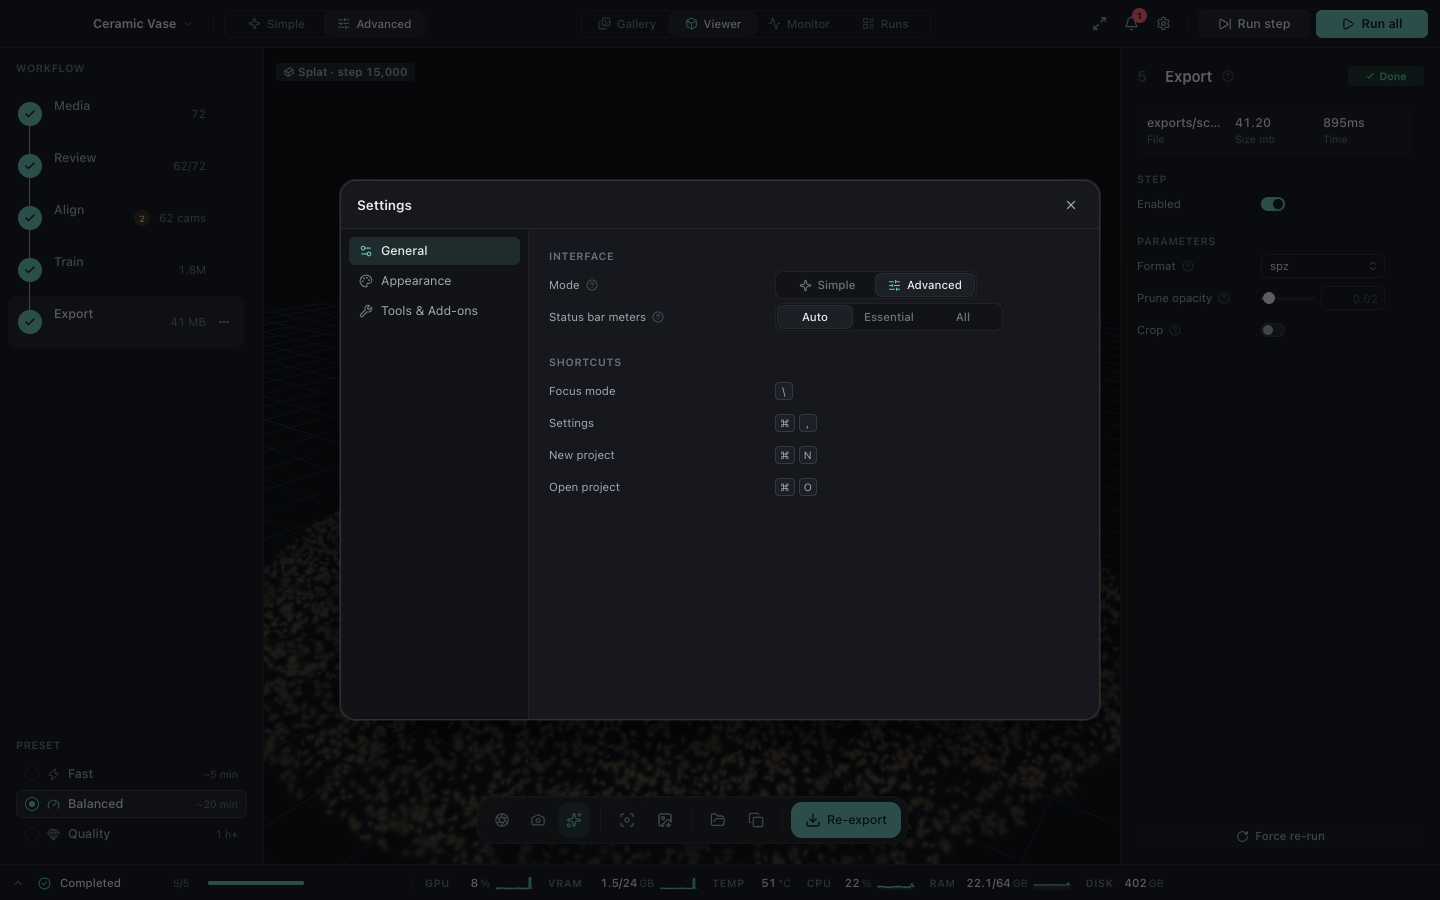 Ceramic Vase
Simple
Advanced
Gallery
Viewer
Monitor
Runs
1
Run step
Run all
WORKFLOW
Media
72
Review
62/72
Align
2
62 cams
Train
1.8M
Export
41 MB
PRESET
Fast
~5 min
Balanced
~20 min
Quality
1 h+
Splat · step 15,000
Settings
General
Appearance
Tools & Add-ons
INTERFACE
Mode
Simple
Advanced
Status bar meters
Auto
Essential
All
SHORTCUTS
Focus mode
\
Settings
⌘ ,
New project
⌘ N
Open project
⌘ O
Re-export
5 Export
Done
exports/sc...
File
41.20
Size mb
895ms
Time
STEP
Enabled
PARAMETERS
Format
spz
Prune opacity
0.02
Crop
Force re-run
Completed
5/5
GPU 8%
VRAM 1.5/24 GB
TEMP 51 °C
CPU 22%
RAM 22.1/64 GB
DISK 402 GB